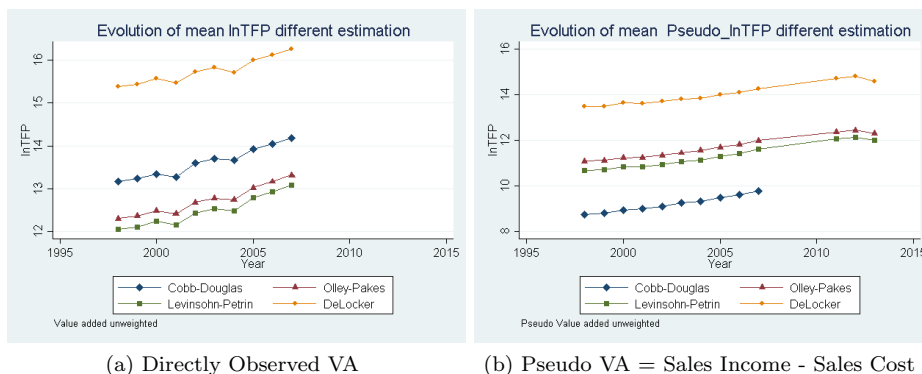 Evolution of mean lnTFP different estimation
16
15
14
13
12
lnTFP
1995
2000
2005
2010
2015
Year
Cobb-Douglas
Olley-Pakes
Levinsohn-Petrin
DeLocker
Value added unweighted
(a) Directly Observed VA
Evolution of mean Pseudo_lnTFP different estimation
16
14
12
10
8
lnTFP
1995
2000
2005
2010
2015
Year
Cobb-Douglas
Olley-Pakes
Levinsohn-Petrin
DeLocker
Pseudo Value added unweighted
(b) Pseudo VA = Sales Income - Sales Cost